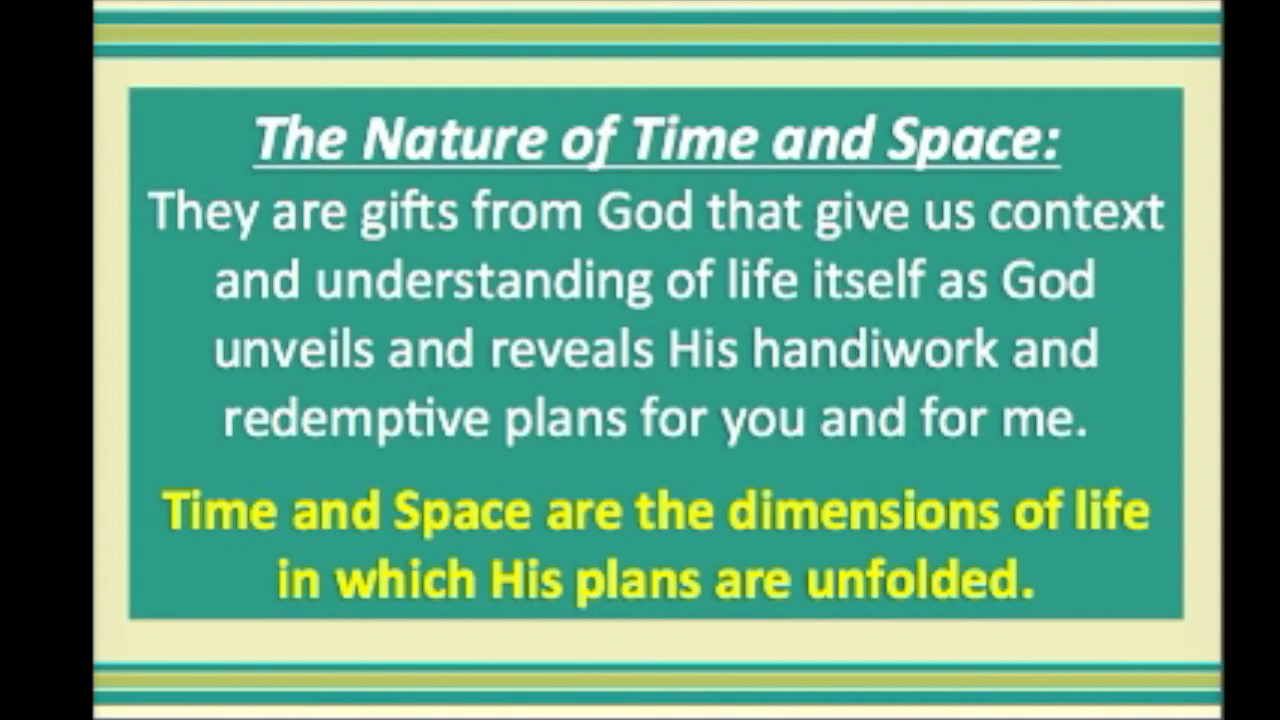 The Nature of Time and Space:
They are gifts from God that give us context
and understanding of life itself as God
unveils and reveals His handiwork and
redemptive plans for you and for me.
Time and Space are the dimensions of life
in which His plans are unfolded.